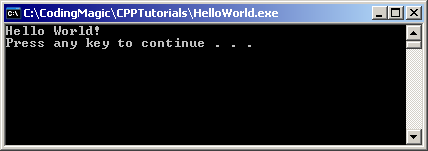 C:\CodingMagic\CPPTutorials\HelloWorld.exe
Hello World!
Press any key to continue . . .